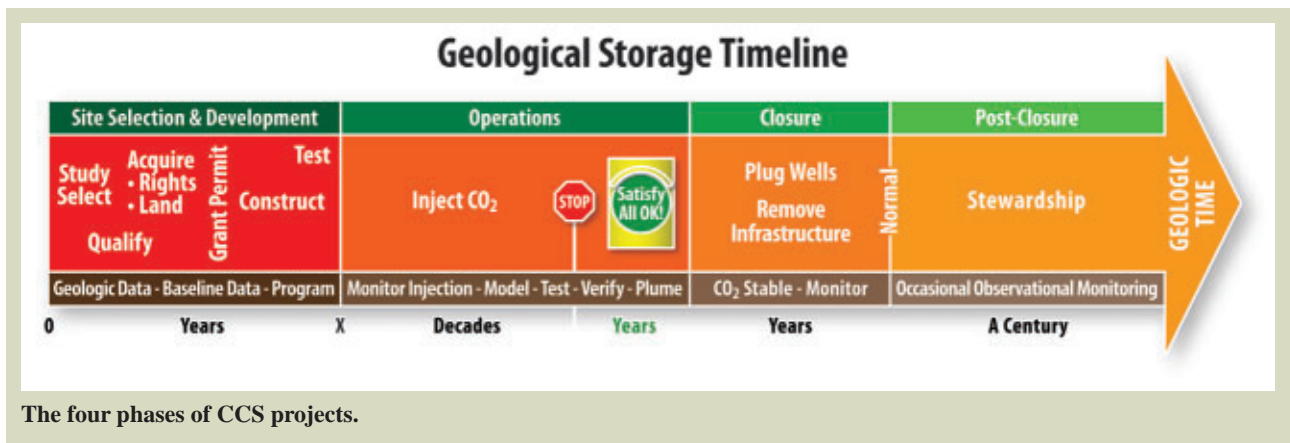 Geological Storage Timeline
Site Selection & Development
Operations
Closure
Post-Closure
Study
Select
Acquire
• Rights
• Land
Qualify
Grant Permit
Test
Construct
Inject CO₂
STOP
Satisfy
All OK!
Plug Wells
Remove
Infrastructure
Normal
Stewardship
GEOLOGIC
TIME
Geologic Data - Baseline Data - Program
Monitor Injection - Model - Test - Verify - Plume
CO₂ Stable - Monitor
Occasional Observational Monitoring
0
Years
X
Decades
Years
Years
A Century
The four phases of CCS projects.